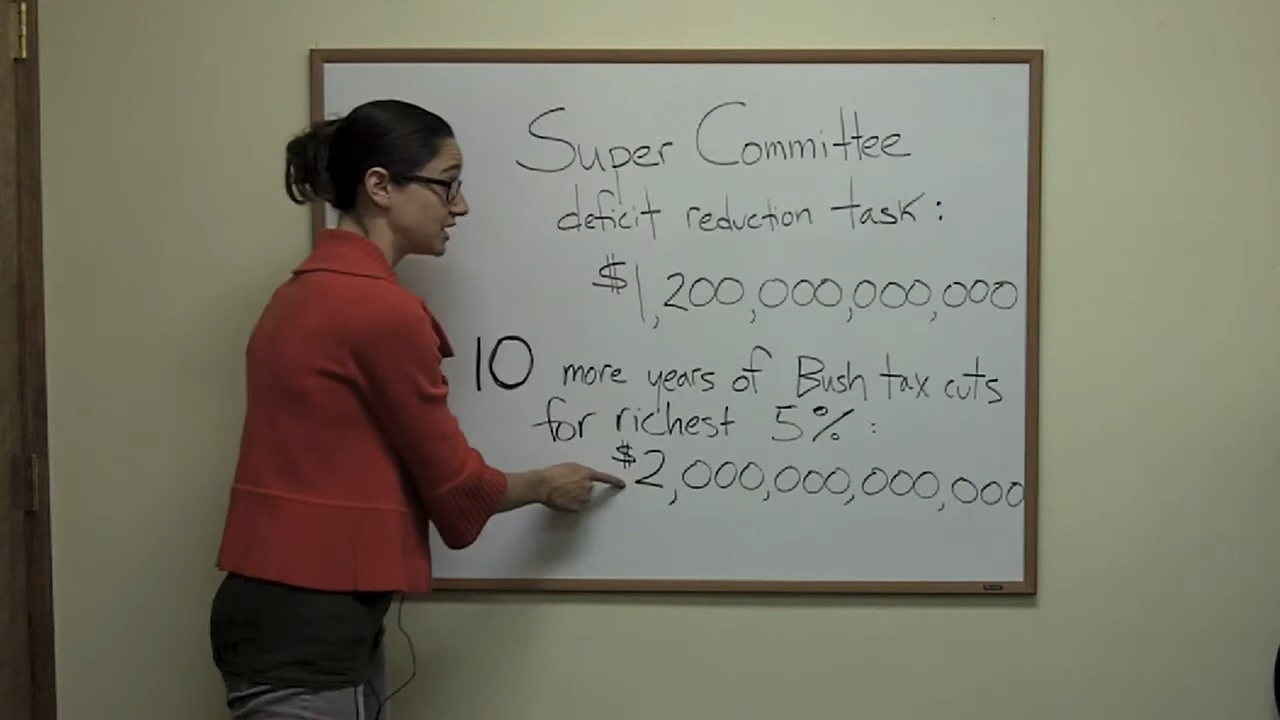 Super Committee
deficit reduction task:
$1,200,000,000,000
10 more years of Bush tax cuts
for richest 5%:
$2,000,000,000,000